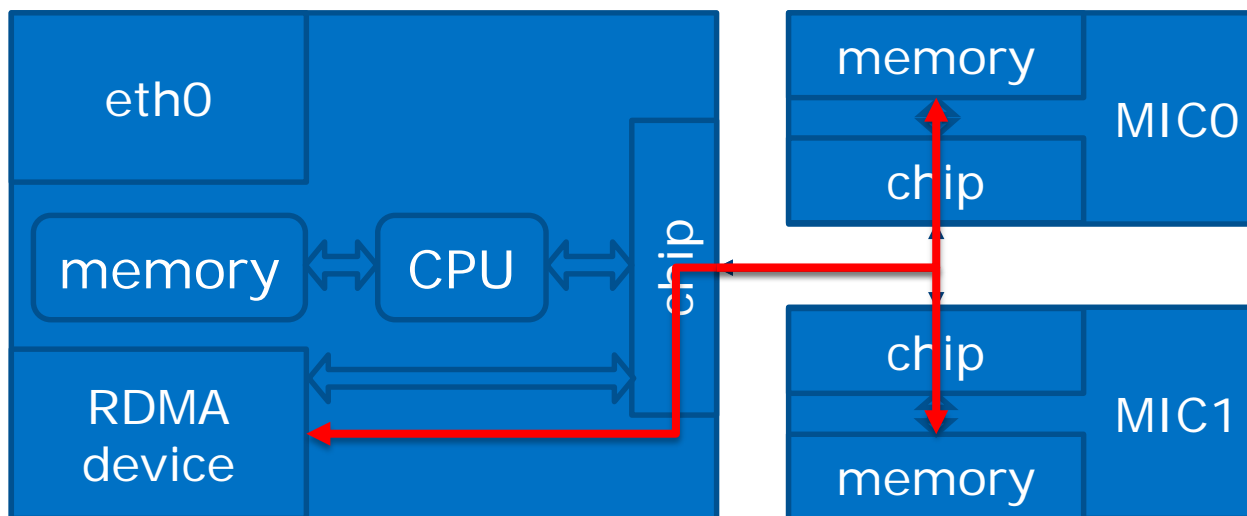 eth0
memory
CPU
chip
RDMA
device
memory
chip
MIC0
chip
memory
MIC1